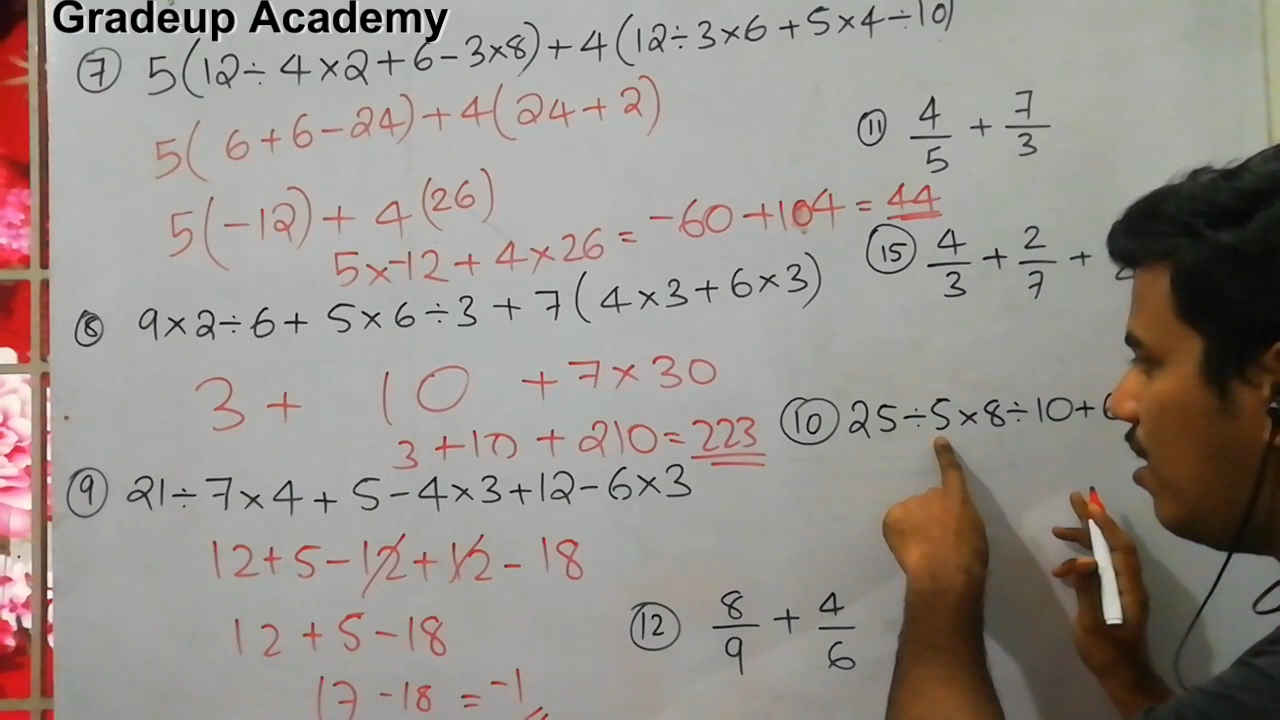 Gradeup Academy
⑦ 5(12÷4×2+6-3×8)+4(12÷3×6+5×4÷10)
5(6+6-24)+4(24+2)
5(-12)+4(26)
5×-12+4×26 = -60+104 = 44
⑧ 9×2÷6+5×6÷3+7(4×3+6×3)
3+10+7×30
3+10+210=223
⑨ 21÷7×4+5-4×3+12-6×3
12+5-12+12-18
12+5-18
17-18=-1
⑪ 4/5 + 7/3
⑮ 4/3 + 2/7 +
⑩ 25÷5×8÷10+
⑫ 8/9 + 4/6